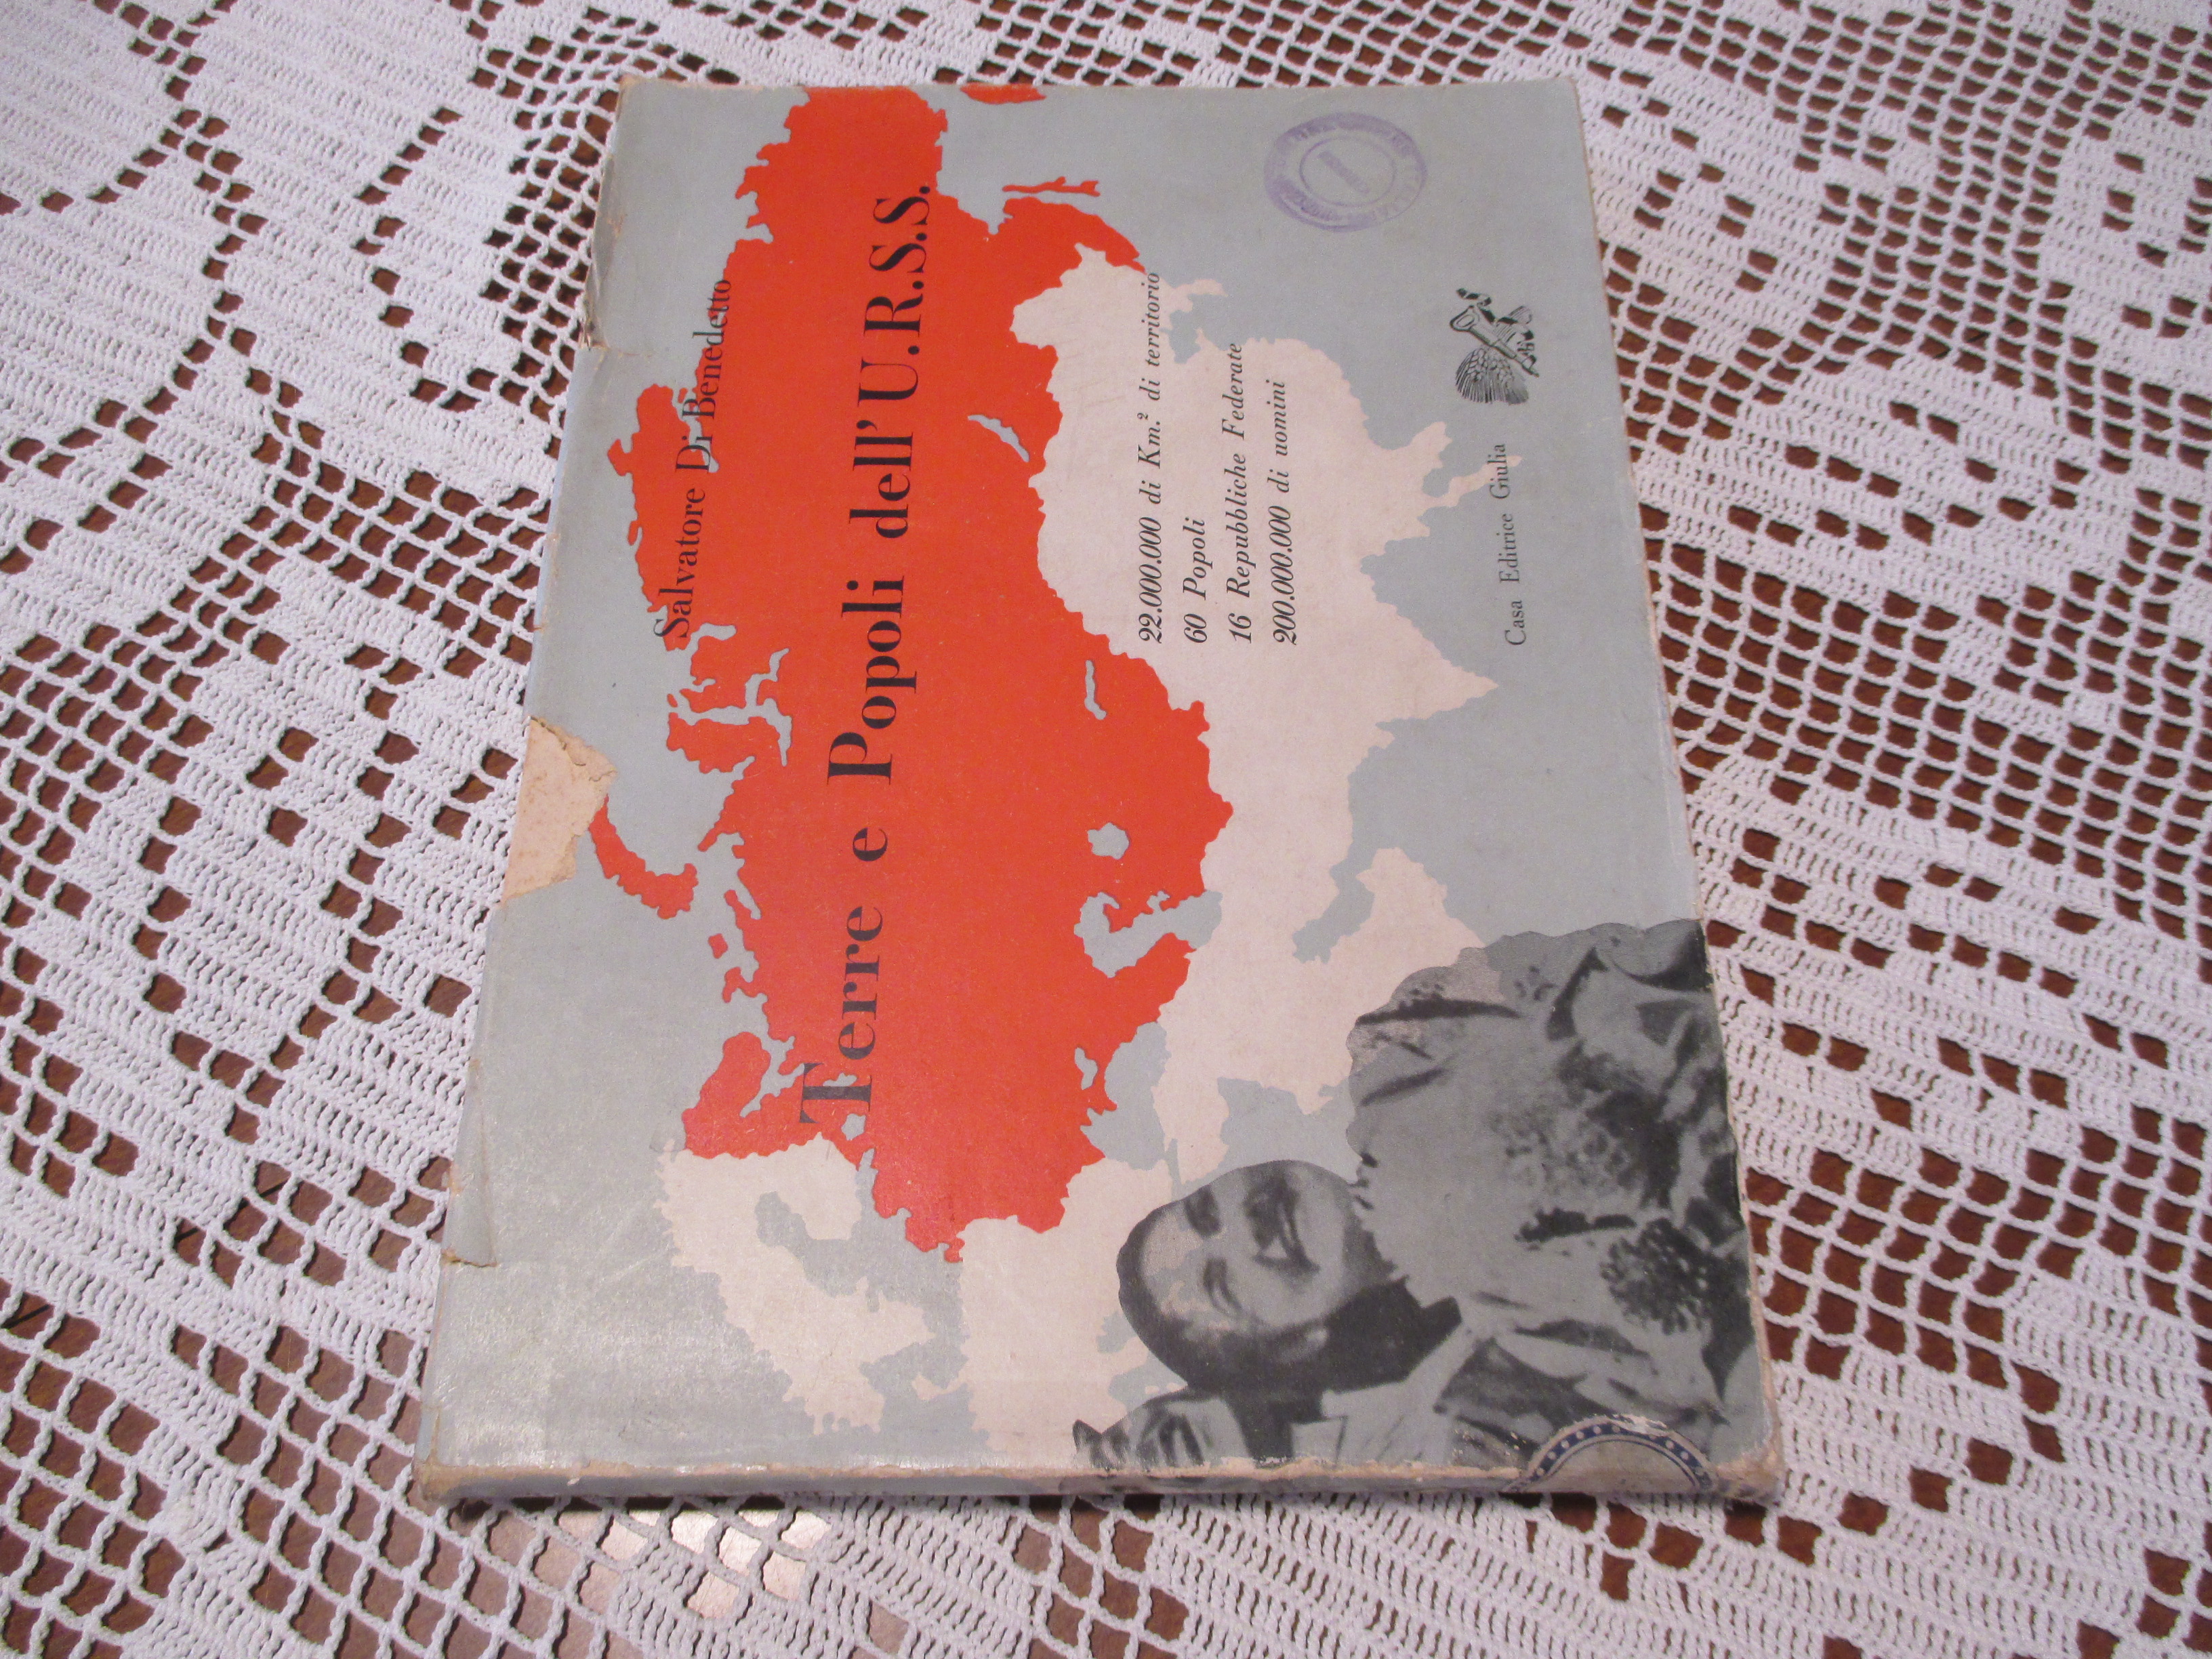 Salvatore Di Benedetto
Terre e Popoli dell'U.R.S.S.
22.000.000 di Km.² di territorio
60 Popoli
16 Repubbliche Federate
200.000.000 di uomini
Casa Editrice Giulia